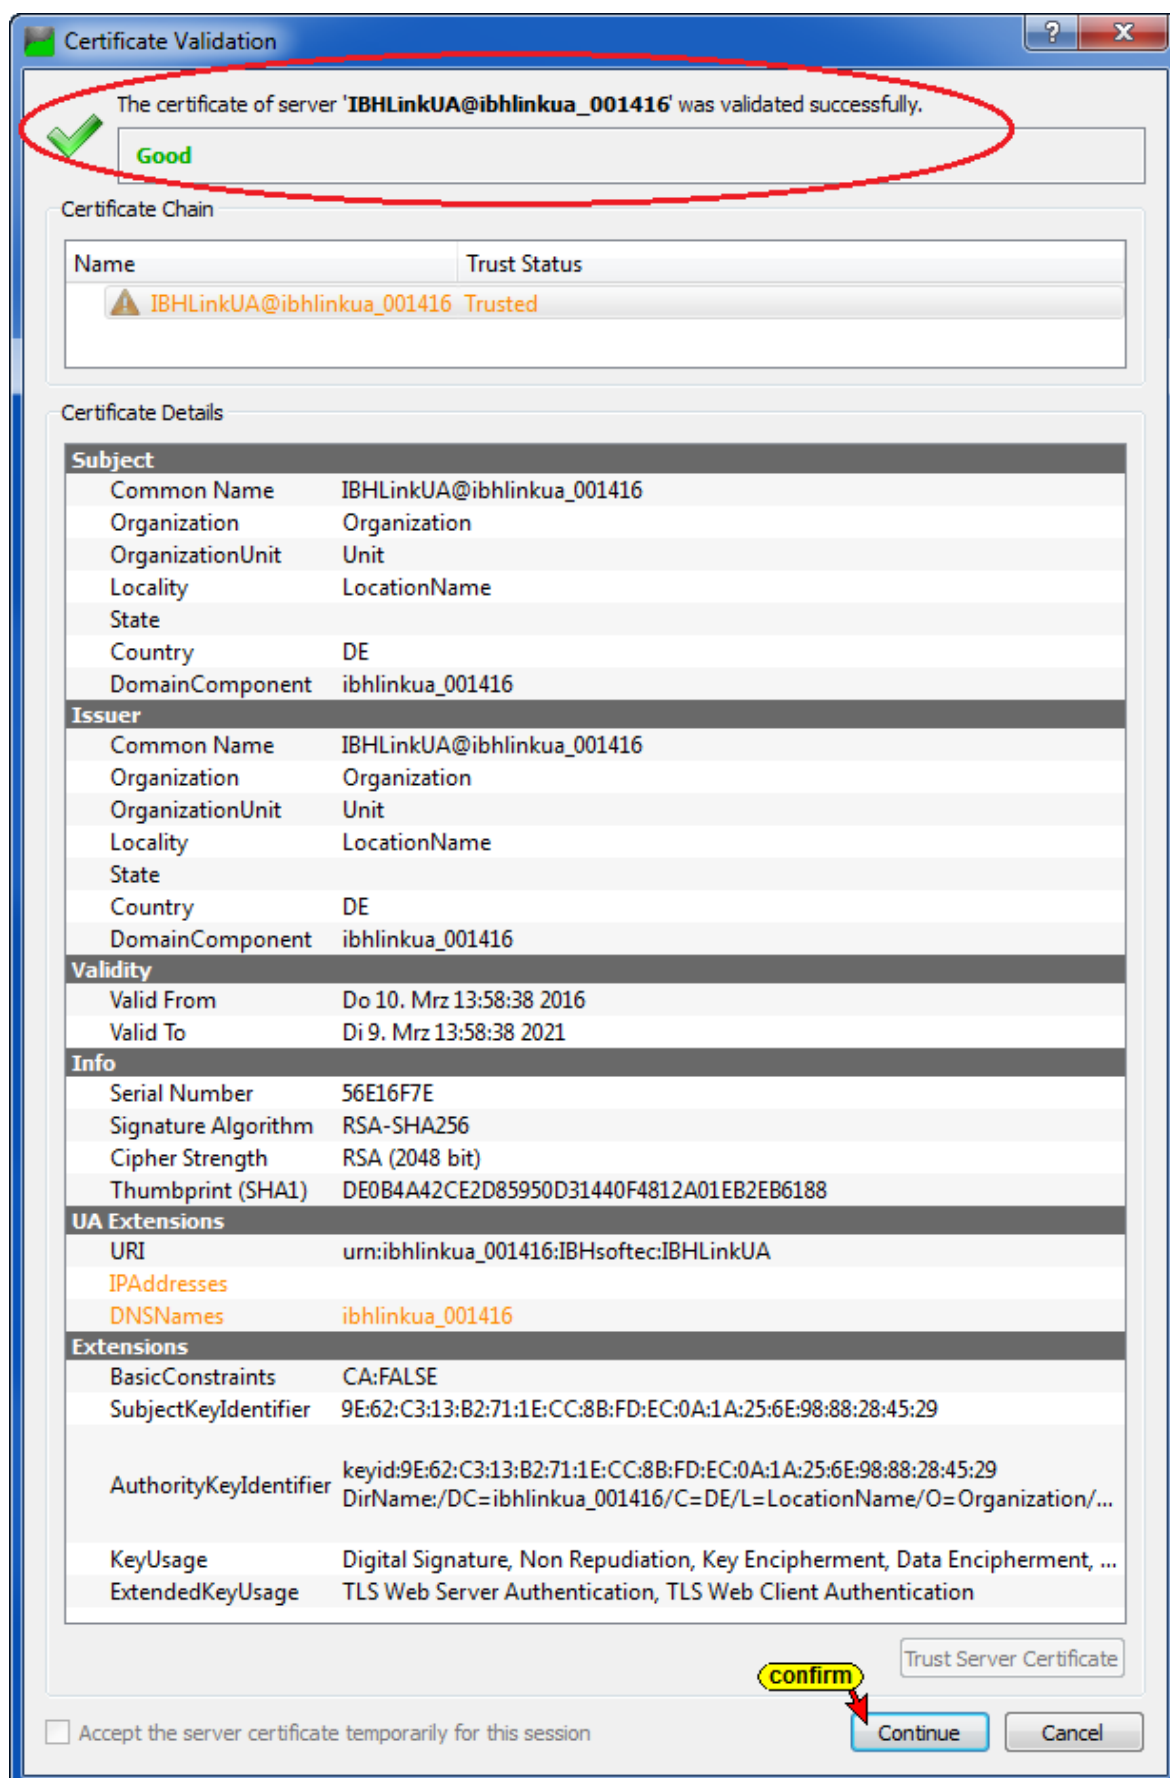 Certificate Validation
?
X
The certificate of server 'IBHLinkUA@ibhlinkua_001416' was validated successfully.
Good
Certificate Chain
Name Trust Status
IBHLinkUA@ibhlinkua_001416 Trusted
Certificate Details
Subject
Common Name IBHLinkUA@ibhlinkua_001416
Organization Organization
OrganizationUnit Unit
Locality LocationName
State
Country DE
DomainComponent ibhlinkua_001416
Issuer
Common Name IBHLinkUA@ibhlinkua_001416
Organization Organization
OrganizationUnit Unit
Locality LocationName
State
Country DE
DomainComponent ibhlinkua_001416
Validity
Valid From Do 10. Mrz 13:58:38 2016
Valid To Di 9. Mrz 13:58:38 2021
Info
Serial Number 56E16F7E
Signature Algorithm RSA-SHA256
Cipher Strength RSA (2048 bit)
Thumbprint (SHA1) DE0B4A42CE2D85950D31440F4812A01EB2EB6188
UA Extensions
URI urn:ibhlinkua_001416:IBHsoftec:IBHLinkUA
IPAddresses
DNSNames ibhlinkua_001416
Extensions
BasicConstraints CA:FALSE
SubjectKeyIdentifier 9E:62:C3:13:B2:71:1E:CC:8B:FD:EC:0A:1A:25:6E:98:88:28:45:29
AuthorityKeyIdentifier keyid:9E:62:C3:13:B2:71:1E:CC:8B:FD:EC:0A:1A:25:6E:98:88:28:45:29
DirName:/DC=ibhlinkua_001416/C=DE/L=LocationName/O=Organization/...
KeyUsage Digital Signature, Non Repudiation, Key Encipherment, Data Encipherment, ...
ExtendedKeyUsage TLS Web Server Authentication, TLS Web Client Authentication
Trust Server Certificate
confirm
Accept the server certificate temporarily for this session
Continue
Cancel